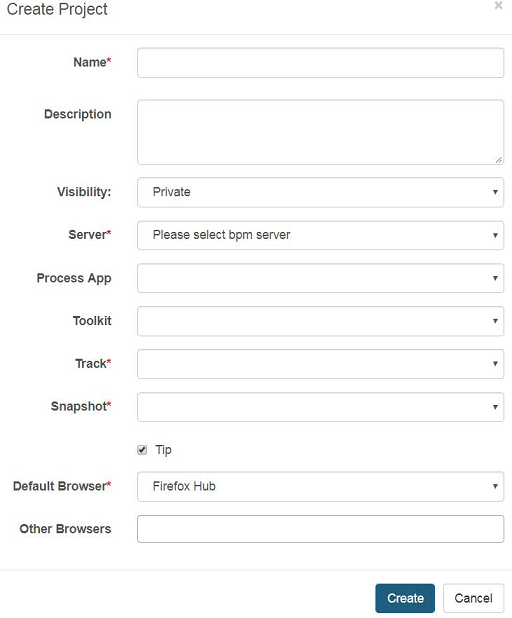 Create Project
×
Name*
Description
Visibility:
Private
Server*
Please select bpm server
Process App
Toolkit
Track*
Snapshot*
Tip
Default Browser*
Firefox Hub
Other Browsers
Create
Cancel